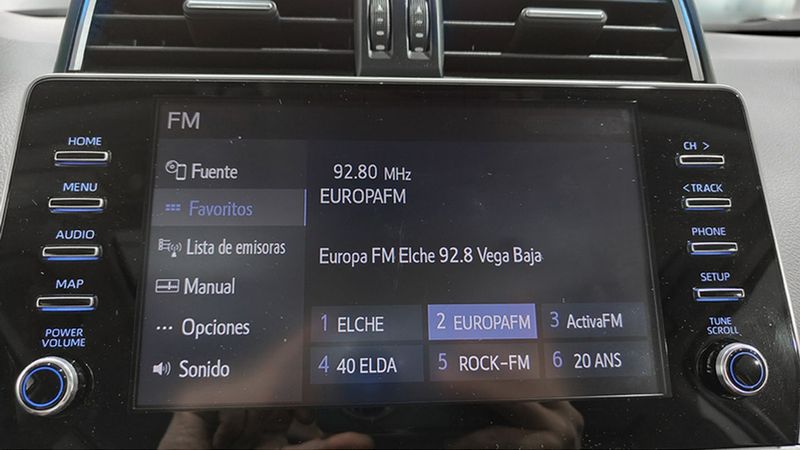 HOME
MENU
AUDIO
MAP
POWER
VOLUME
FM
Fuente
Favoritos
Lista de emisoras
Manual
Opciones
Sonido
92.80 MHz
EUROPAFM
Europa FM Elche 92.8 Vega Baja
1 ELCHE
2 EUROPAFM
3 ActivaFM
4 40 ELDA
5 ROCK-FM
6 20 ANS
CH >
< TRACK
PHONE
SETUP
TUNE
SCROLL